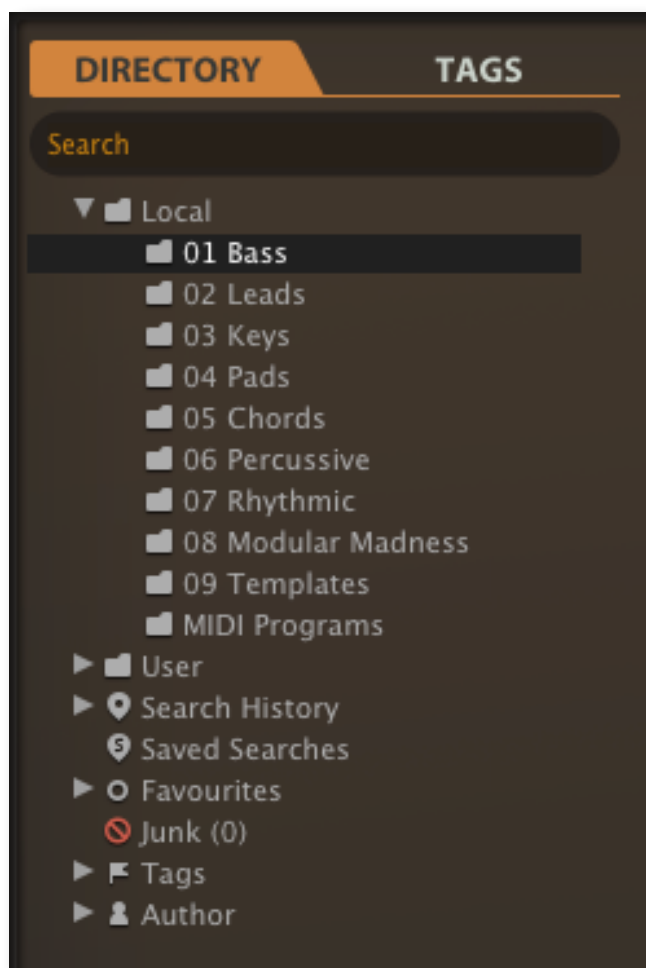 DIRECTORY TAGS
Search
Local
01 Bass
02 Leads
03 Keys
04 Pads
05 Chords
06 Percussive
07 Rhythmic
08 Modular Madness
09 Templates
MIDI Programs
User
Search History
S Saved Searches
Favourites
Junk (0)
Tags
Author